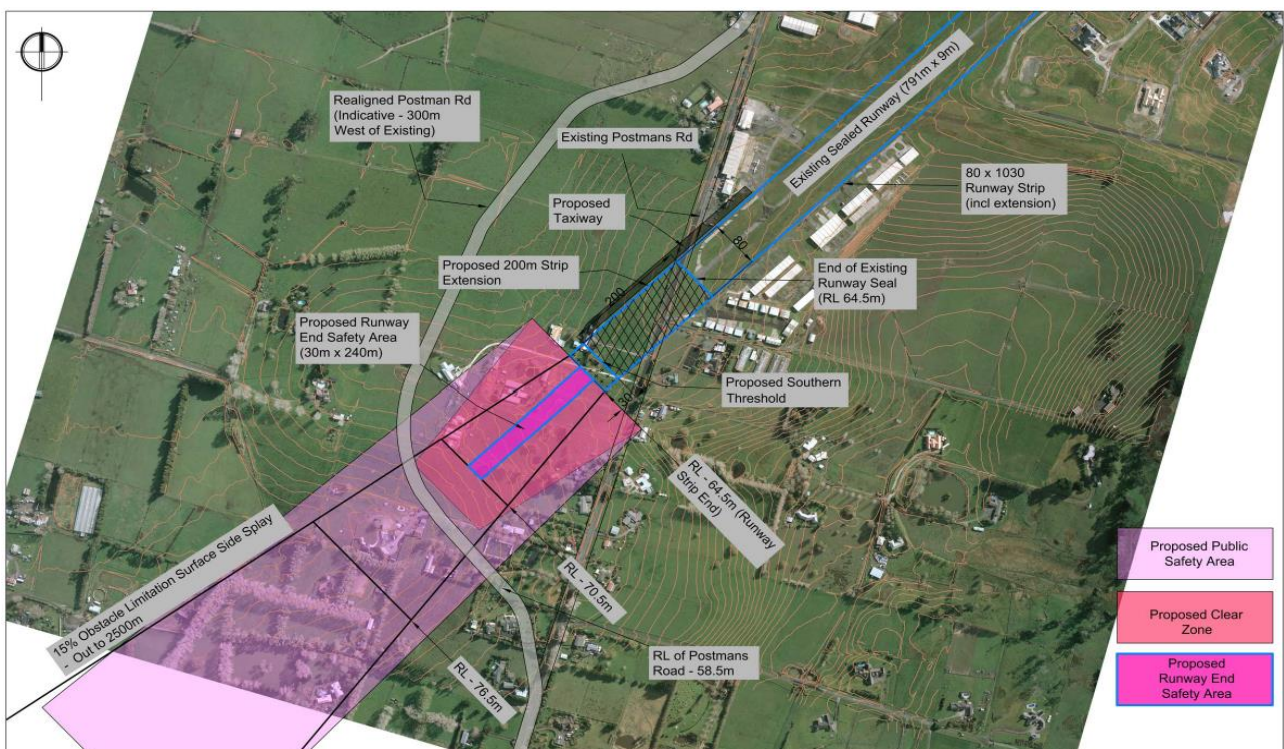 Realigned Postman Rd
(Indicative - 300m
West of Existing)
Existing Postmans Rd
Existing Sealed Runway (791m x 9m)
80 x 1030
Runway Strip
(incl extension)
Proposed
Taxiway
80
Proposed 200m Strip
Extension
200
End of Existing
Runway Seal
(RL 64.5m)
Proposed Runway
End Safety Area
(30m x 240m)
Proposed Southern
Threshold
30
RL - 64.5m (Runway
Strip End)
RL - 70.5m
15% Obstacle Limitation Surface Side Splay
- Out to 2500m
RL - 76.5m
RL of Postmans
Road - 58.5m
Proposed Public
Safety Area
Proposed Clear
Zone
Proposed
Runway End
Safety Area